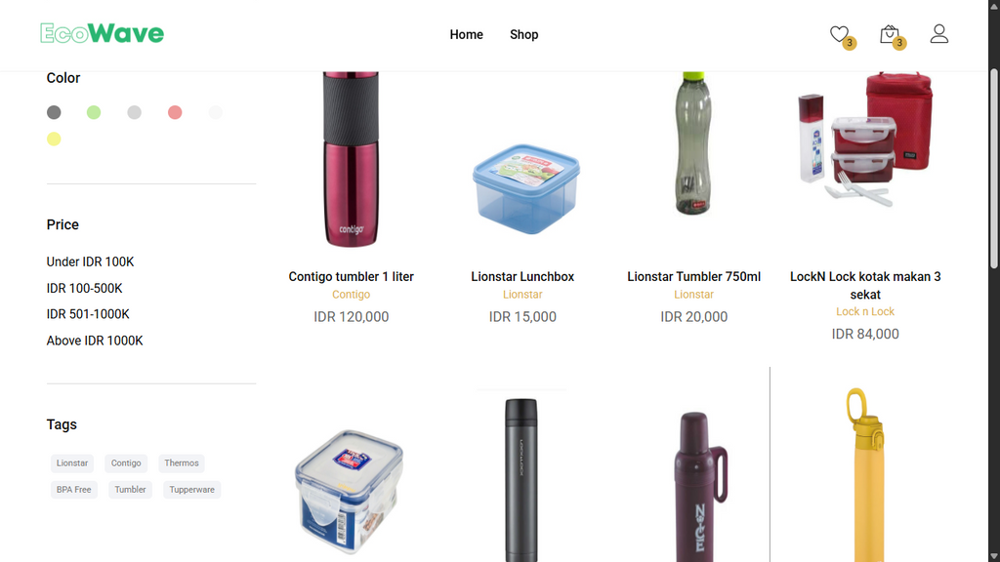 EcoWave
Home
Shop
3
3
Color
Price
Under IDR 100K
IDR 100-500K
IDR 501-1000K
Above IDR 1000K
Tags
Lionstar
Contigo
Thermos
BPA Free
Tumbler
Tupperware
contigo
Contigo tumbler 1 liter
Contigo
IDR 120,000
Lionstar Lunchbox
Lionstar
IDR 15,000
Lionstar Tumbler 750ml
Lionstar
IDR 20,000
LockN Lock kotak makan 3
sekat
Lock n Lock
IDR 84,000